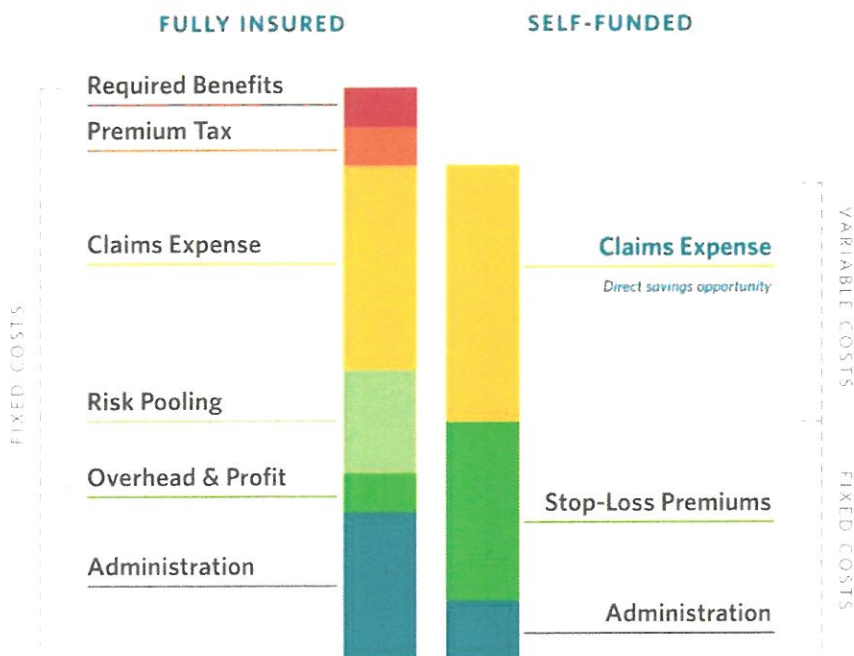 FULLY INSURED
SELF-FUNDED
Required Benefits
Premium Tax
Claims Expense
Risk Pooling
Overhead & Profit
Administration
FIXED COSTS
Claims Expense
Direct savings opportunity
Stop-Loss Premiums
Administration
VARIABLE COSTS
FIXED COSTS